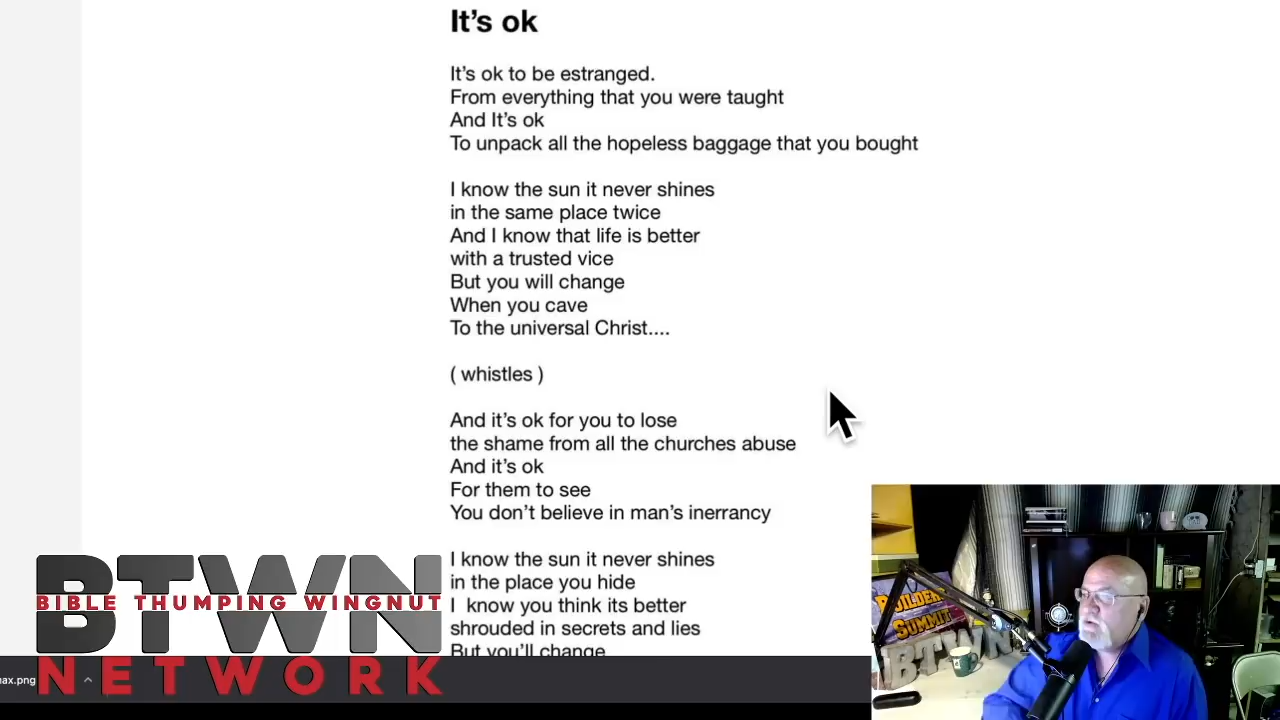 It's ok
It's ok to be estranged.
From everything that you were taught
And It's ok
To unpack all the hopeless baggage that you bought
I know the sun it never shines
in the same place twice
And I know that life is better
with a trusted vice
But you will change
When you cave
To the universal Christ....
( whistles )
And it's ok for you to lose
the shame from all the churches abuse
And it's ok
For them to see
You don't believe in man's inerrancy
I know the sun it never shines
in the place you hide
I  know you think its better
shrouded in secrets and lies
But you'll change
BTWN
BIBLE THUMPING WINGNUT
NETWORK
ax.png
BUILDER
SUMMIT
BTWN